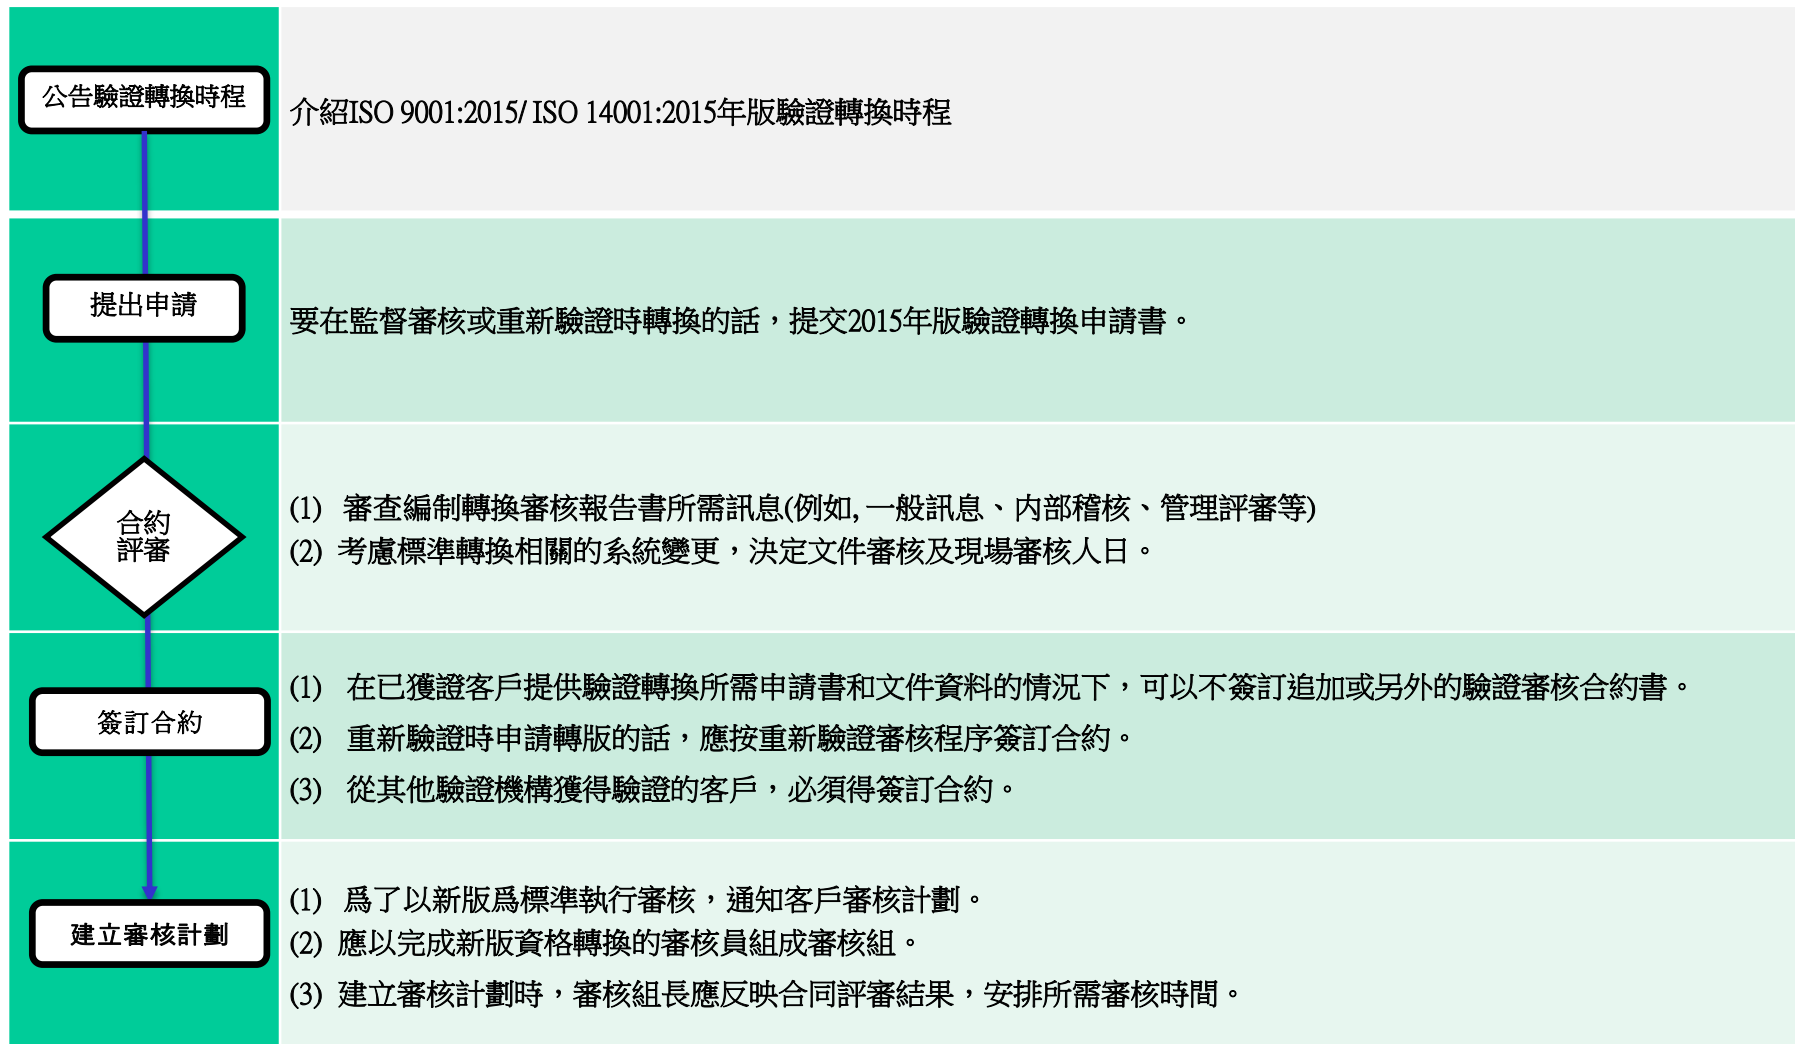 公告驗證轉換時程
介紹ISO 9001:2015/ ISO 14001:2015年版驗證轉換時程
提出申請
要在監督審核或重新驗證時轉換的話，提交2015年版驗證轉換申請書。
合約
評審
(1) 審查編制轉換審核報告書所需訊息(例如, 一般訊息、內部稽核、管理評審等)
(2) 考慮標準轉換相關的系統變更，決定文件審核及現場審核人日。
簽訂合約
(1) 在已獲證客戶提供驗證轉換所需申請書和文件資料的情況下，可以不簽訂追加或另外的驗證審核合約書。
(2) 重新驗證時申請轉版的話，應按重新驗證審核程序簽訂合約。
(3) 從其他驗證機構獲得驗證的客戶，必須得簽訂合約。
建立審核計劃
(1) 爲了以新版爲標準執行審核，通知客戶審核計劃。
(2) 應以完成新版資格轉換的審核員組成審核組。
(3) 建立審核計劃時，審核組長應反映合同評審結果，安排所需審核時間。